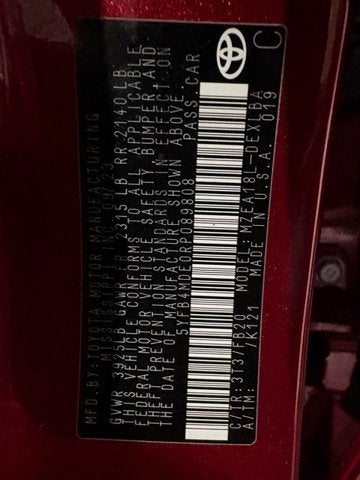 MFD. BY: TOYOTA MOTOR MANUFACTURING
MISSISSIPPI, INC. 09/23
GVWR 3925LB GAWR FR 2315 LB RR 2140 LB
THIS VEHICLE CONFORMS TO ALL APPLICABLE
FEDERAL MOTOR VEHICLE SAFETY BUMPER AND
THEFT PREVENTION STANDARDS IN EFFECT ON
THE DATE OF MANUFACTURE SHOWN ABOVE.
5YFB4MDE0RP089808 PASS. CAR
C/TR: 3T3/FB20 MODEL: MZEA18L-DEXLBA
A/TM: /K121 MADE IN U.S.A. 019
C